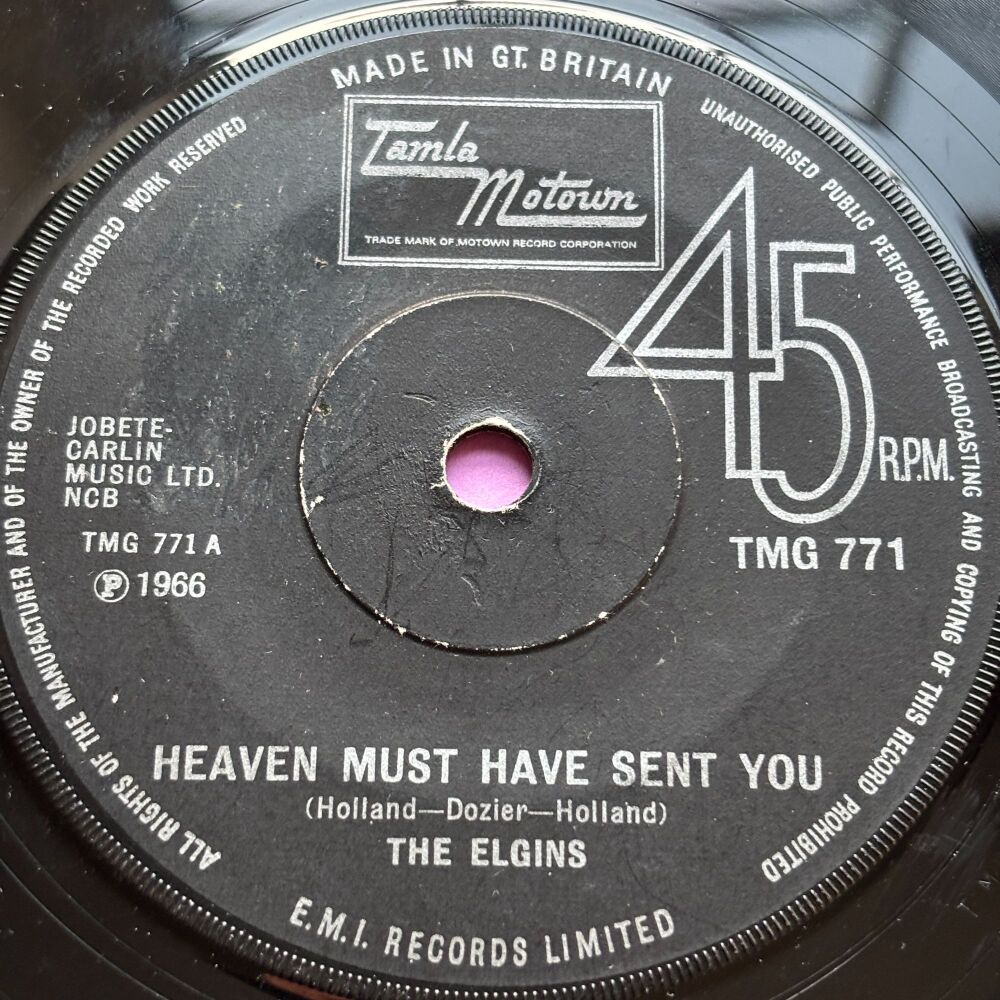 MADE IN GT. BRITAIN
Tamla
Motown
TRADE MARK OF MOTOWN RECORD CORPORATION
UNAUTHORISED PUBLIC PERFORMANCE BROADCASTING AND COPYING OF THIS RECORD PROHIBITED
ALL RIGHTS OF THE MANUFACTURER AND OF THE OWNER OF THE RECORDED WORK RESERVED
45
R.P.M.
TMG 771
JOBETE-
CARLIN
MUSIC LTD.
NCB
TMG 771 A
Ⓟ 1966
HEAVEN MUST HAVE SENT YOU
(Holland—Dozier—Holland)
THE ELGINS
E.M.I. RECORDS LIMITED